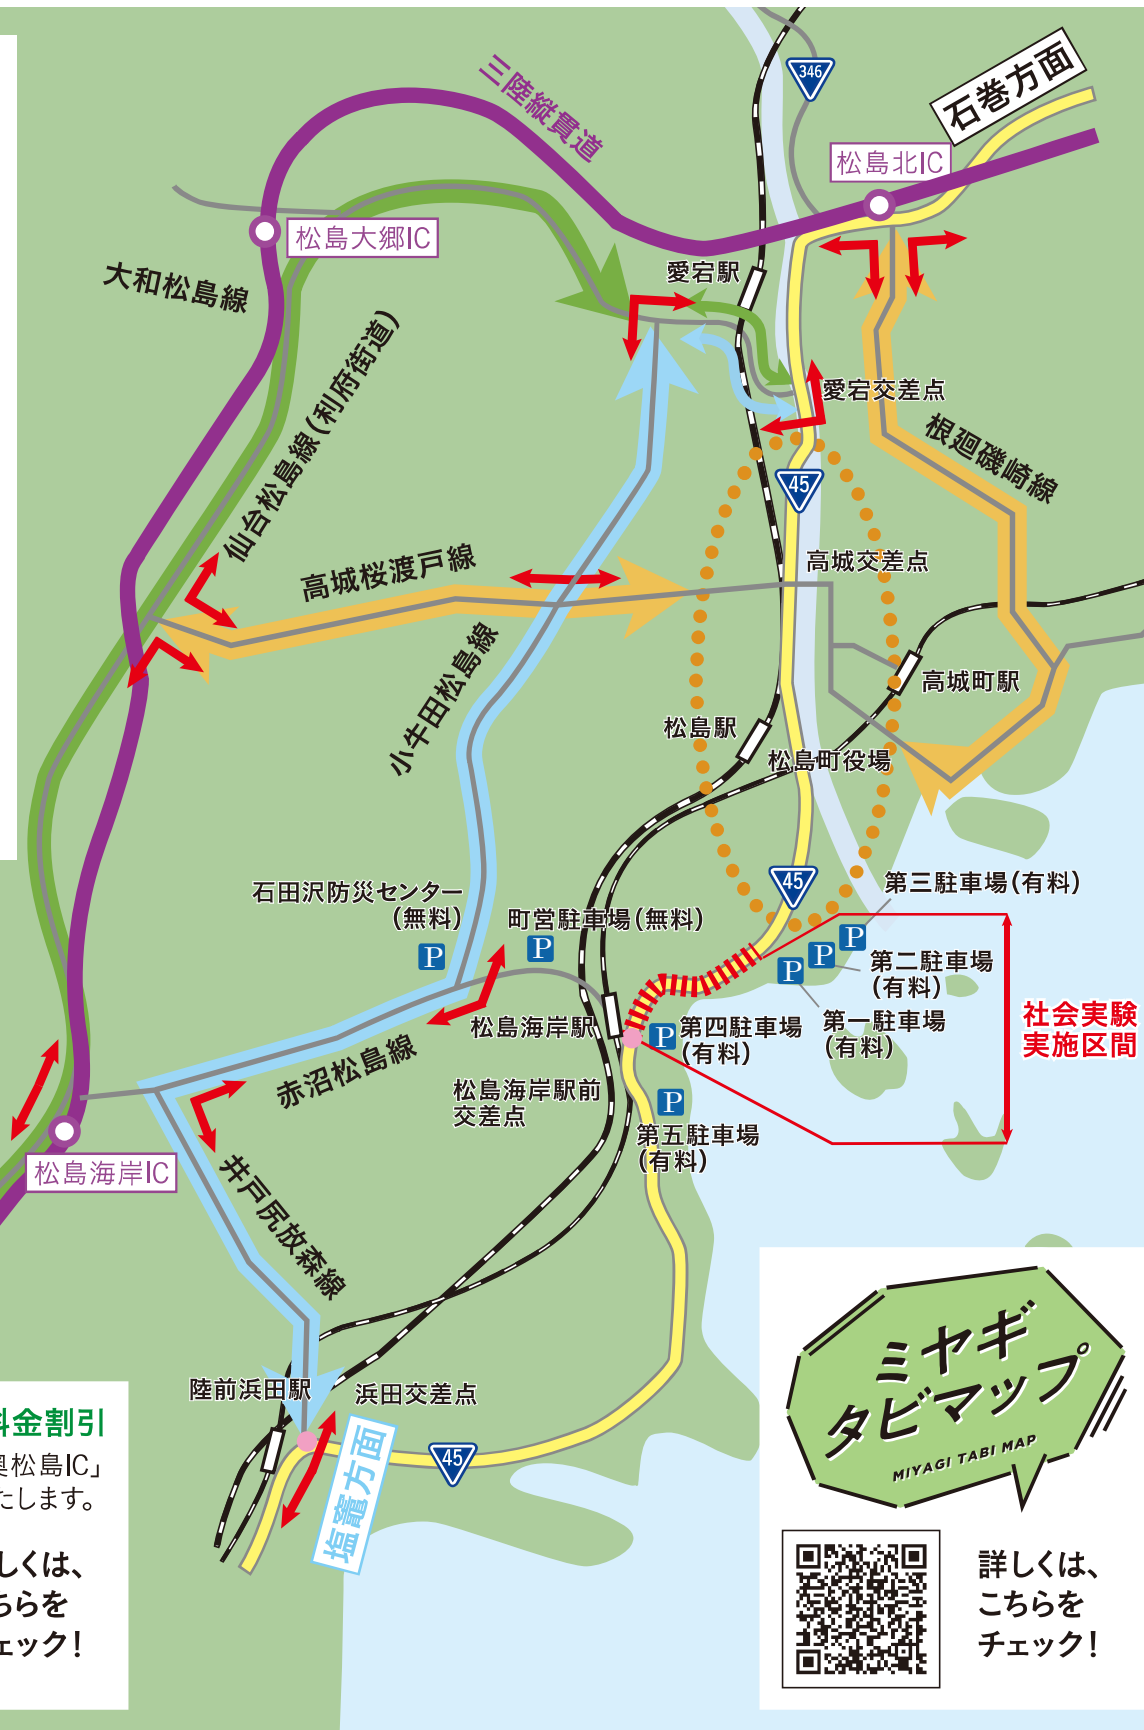 346
石巻方面
三陸縦貫道
松島北IC
松島大郷IC
愛宕駅
大和松島線
仙台松島線(利府街道)
愛宕交差点
根廻磯崎線
45
高城交差点
高城桜渡戸線
小牛田松島線
高城町駅
松島駅
松島町役場
45
第三駐車場(有料)
石田沢防災センター
(無料)
町営駐車場(無料)
P
P
P
P
P
第二駐車場
(有料)
社会実験
実施区間
松島海岸駅
P
第四駐車場
(有料)
第一駐車場
(有料)
赤沼松島線
松島海岸駅前
交差点
P
第五駐車場
(有料)
松島海岸IC
井戸尻放森線
陸前浜田駅
浜田交差点
45
塩竈方面
料金割引
奥松島IC」
たします。
しくは、
ちらを
ェック!
ミヤギ
タビマップ
MIYAGI TABI MAP
詳しくは、
こちらを
チェック!